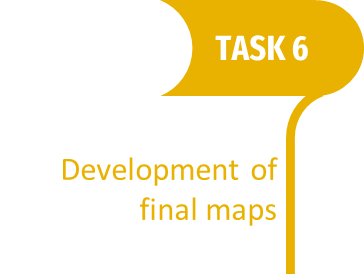 TASK 6
Development of
final maps